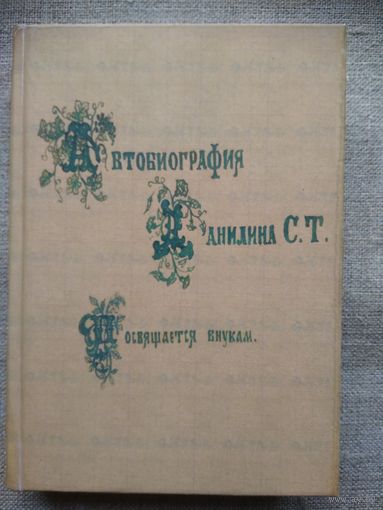 Автобиография
Данилина С.Т.
Посвящается внукам.